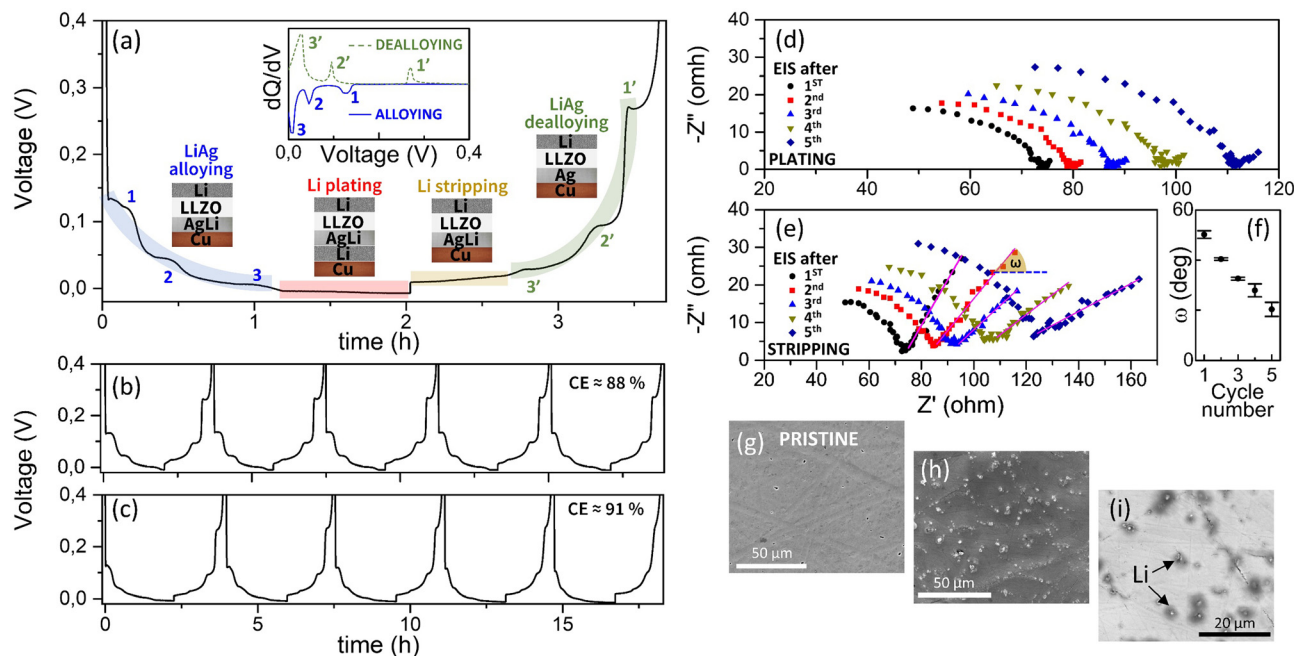 (a)
Voltage (V)
0,4
0,3
0,2
0,1
0,0
0
1
2
3
time (h)
dQ/dV
DEALLOYING
ALLOYING
3’
2’
1’
1
2
3
0,0
Voltage (V)
0,4
LiAg
alloying
Li
LLZO
AgLi
Cu
1
2
3
Li plating
Li
LLZO
AgLi
Li
Cu
Li stripping
Li
LLZO
AgLi
Cu
LiAg
dealloying
Li
LLZO
Ag
Cu
1’
2’
3’
(b)
CE ≈ 88 %
0,4
0,2
0,0
Voltage (V)
(c)
CE ≈ 91 %
0,4
0,2
0,0
0
5
10
15
time (h)
(d)
-Z" (omh)
40
30
20
10
0
EIS after
1ST
2nd
3rd
4th
5th
PLATING
20
40
60
80
100
120
(e)
-Z" (omh)
40
30
20
10
0
EIS after
1ST
2nd
3rd
4th
5th
STRIPPING
ω
20
40
60
80
100
120
140
160
Z' (ohm)
(f)
ω (deg)
60
0
1
3
5
Cycle
number
(g)
PRISTINE
50 µm
(h)
50 µm
(i)
Li
20 µm